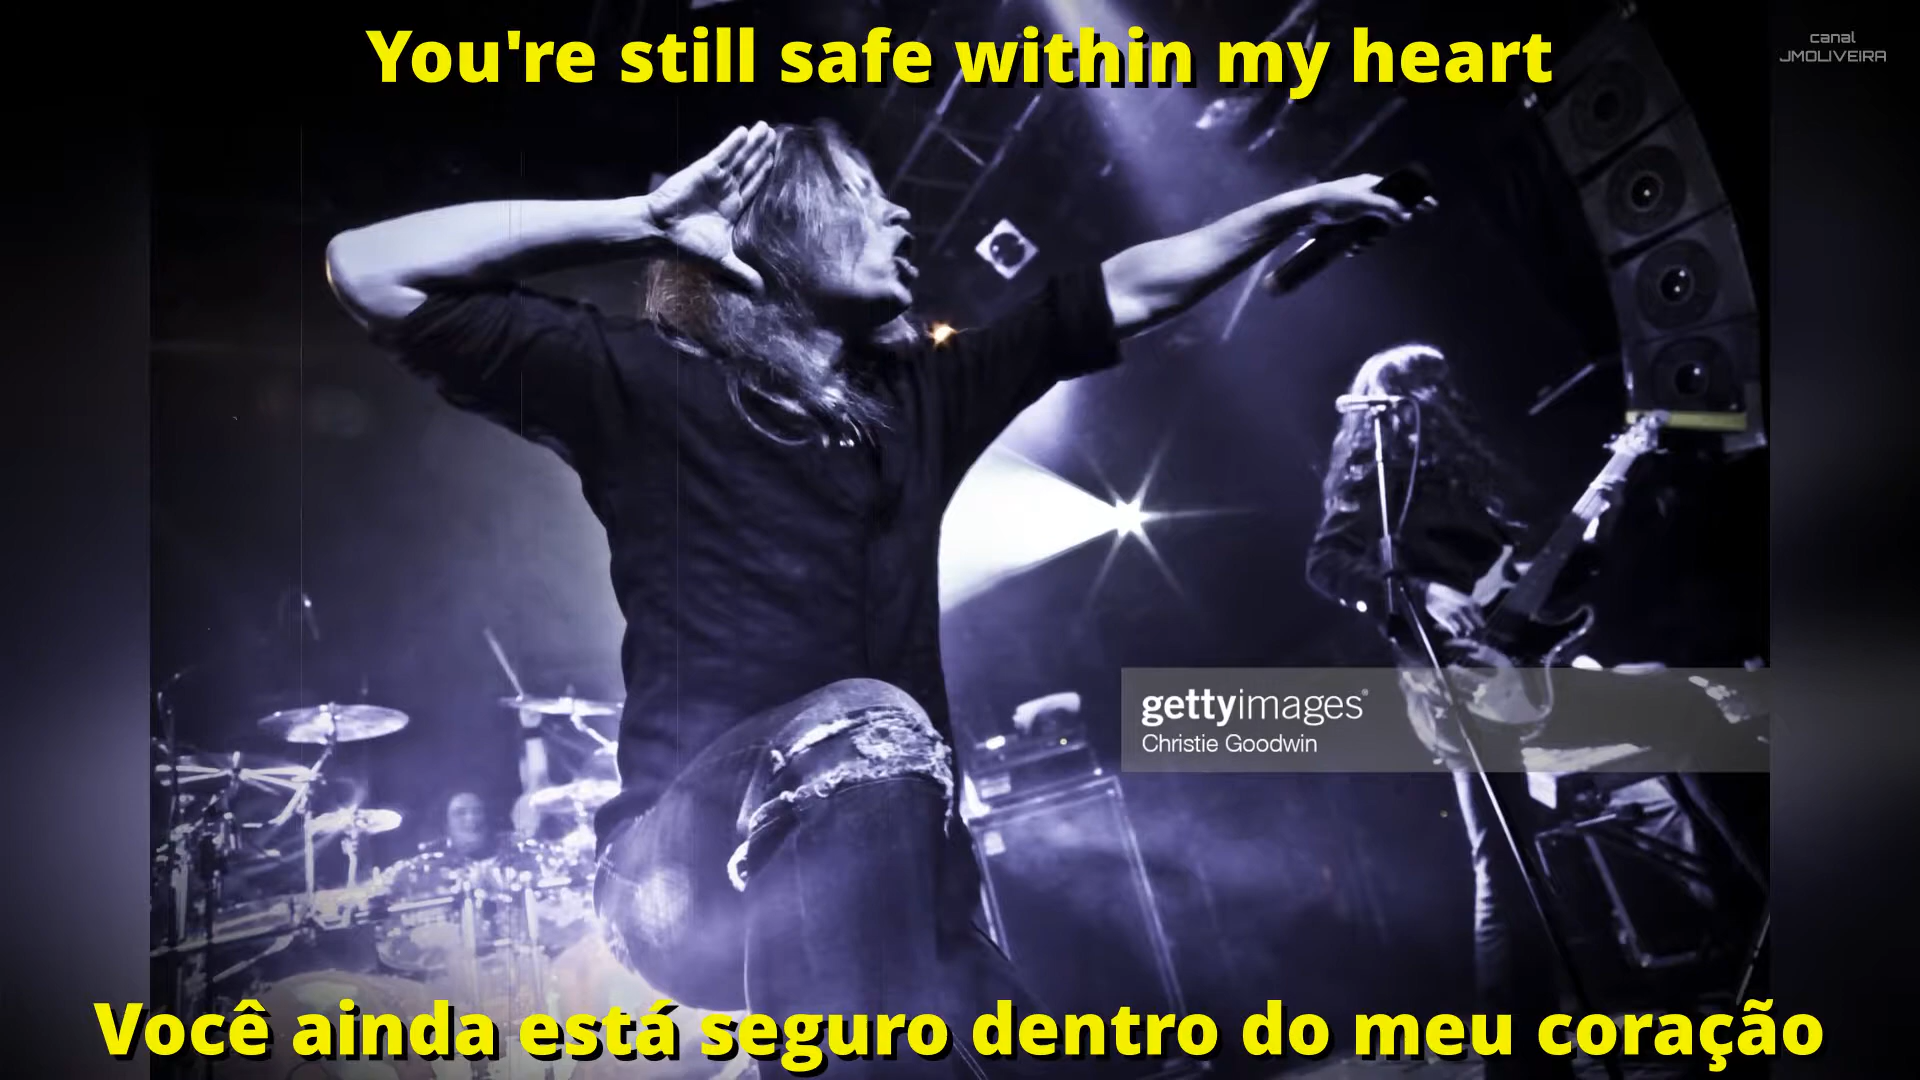 You're still safe within my heart
canal
JMOLIVEIRA
gettyimages®
Christie Goodwin
Você ainda está seguro dentro do meu coração